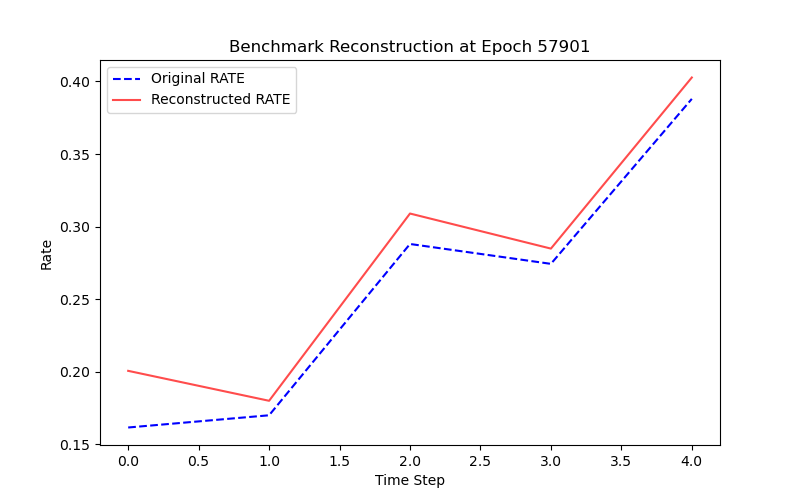 Benchmark Reconstruction at Epoch 57901
Original RATE
Reconstructed RATE
0.40
0.35
0.30
0.25
0.20
0.15
Rate
0.0 0.5 1.0 1.5 2.0 2.5 3.0 3.5 4.0
Time Step